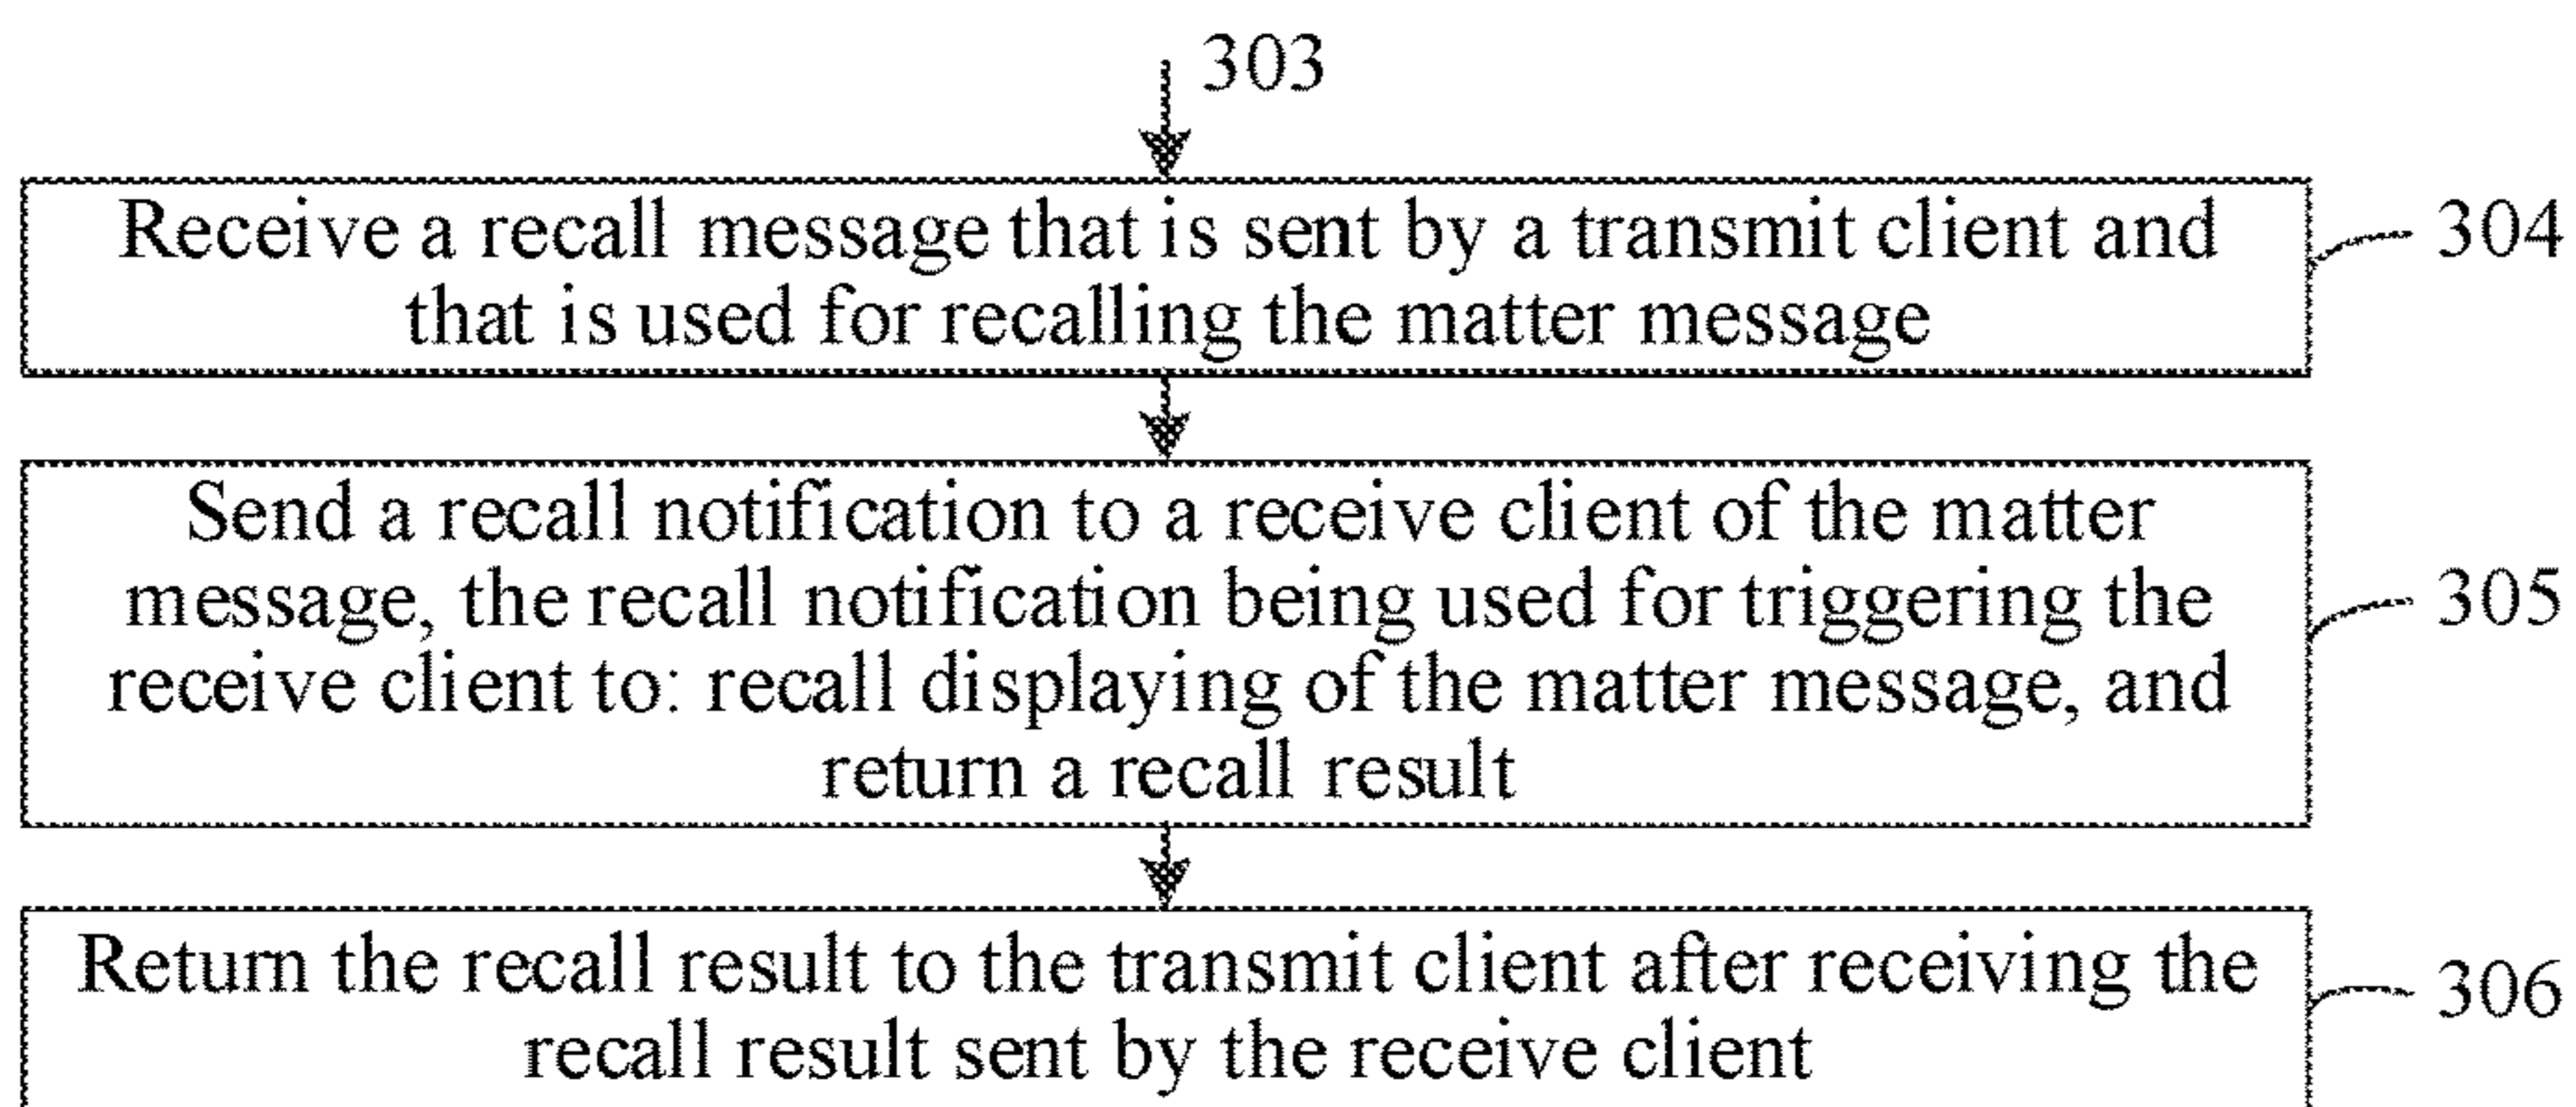 303
Receive a recall message that is sent by a transmit client and
that is used for recalling the matter message
304
Send a recall notification to a receive client of the matter
message, the recall notification being used for triggering the
receive client to: recall displaying of the matter message, and
return a recall result
305
Return the recall result to the transmit client after receiving the
recall result sent by the receive client
306